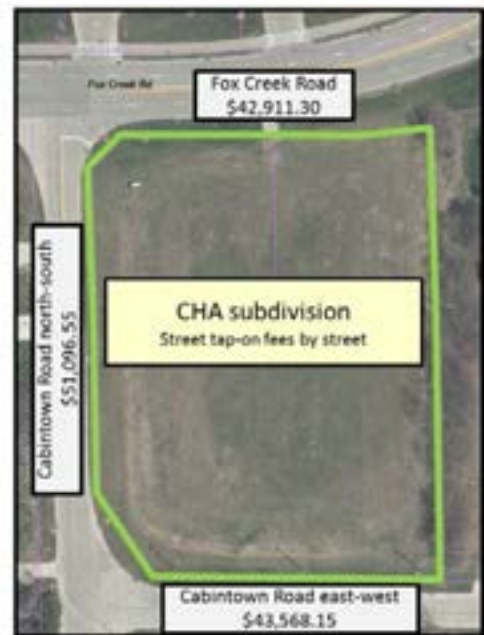 Fox Creek Rd
Fox Creek Road
$42,911.30
Cabintown Road north-south
$51,096.55
CHA subdivision
Street tap-on fees by street
Cabintown Road east-west
$43,568.15